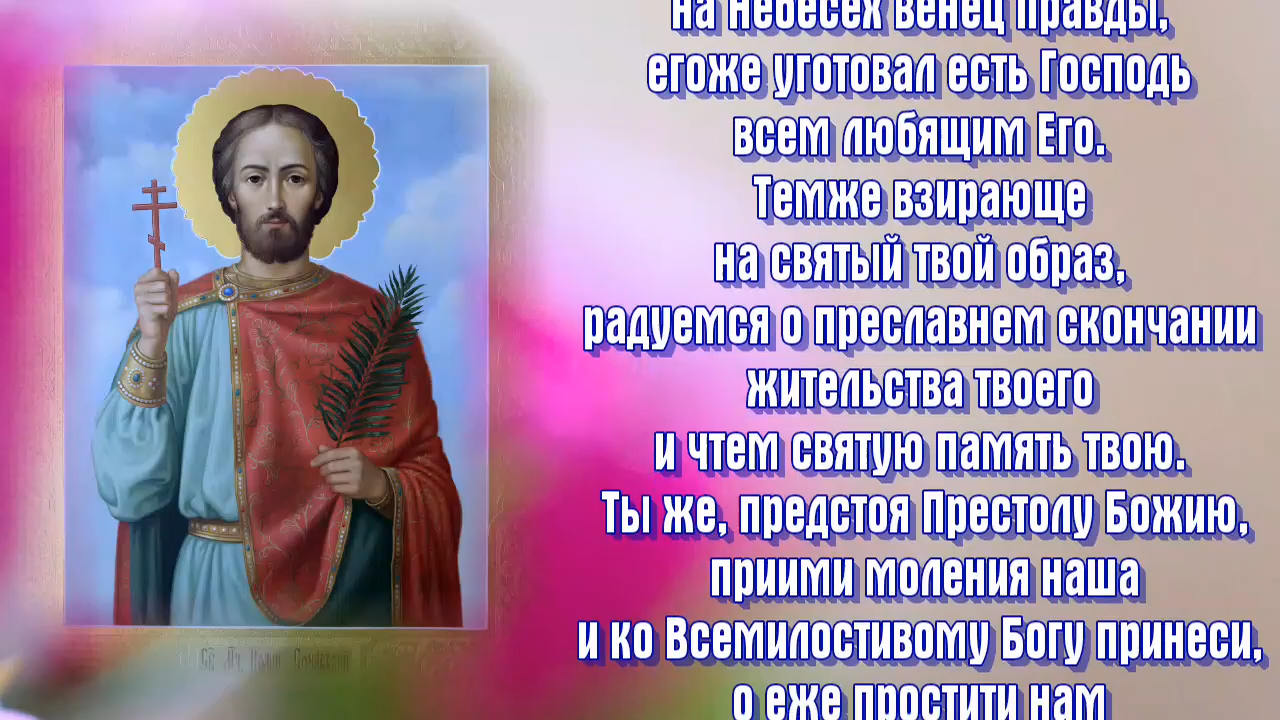 на Небесех венец правды,
егоже уготовал есть Господь
всем любящим Его.
Темже взирающе
на святый твой образ,
радуемся о преславнем скончании
жительства твоего
и чтем святую память твою.
Ты же, предстоя Престолу Божию,
приими моления наша
и ко Всемилостивому Богу принеси,
о еже простити нам